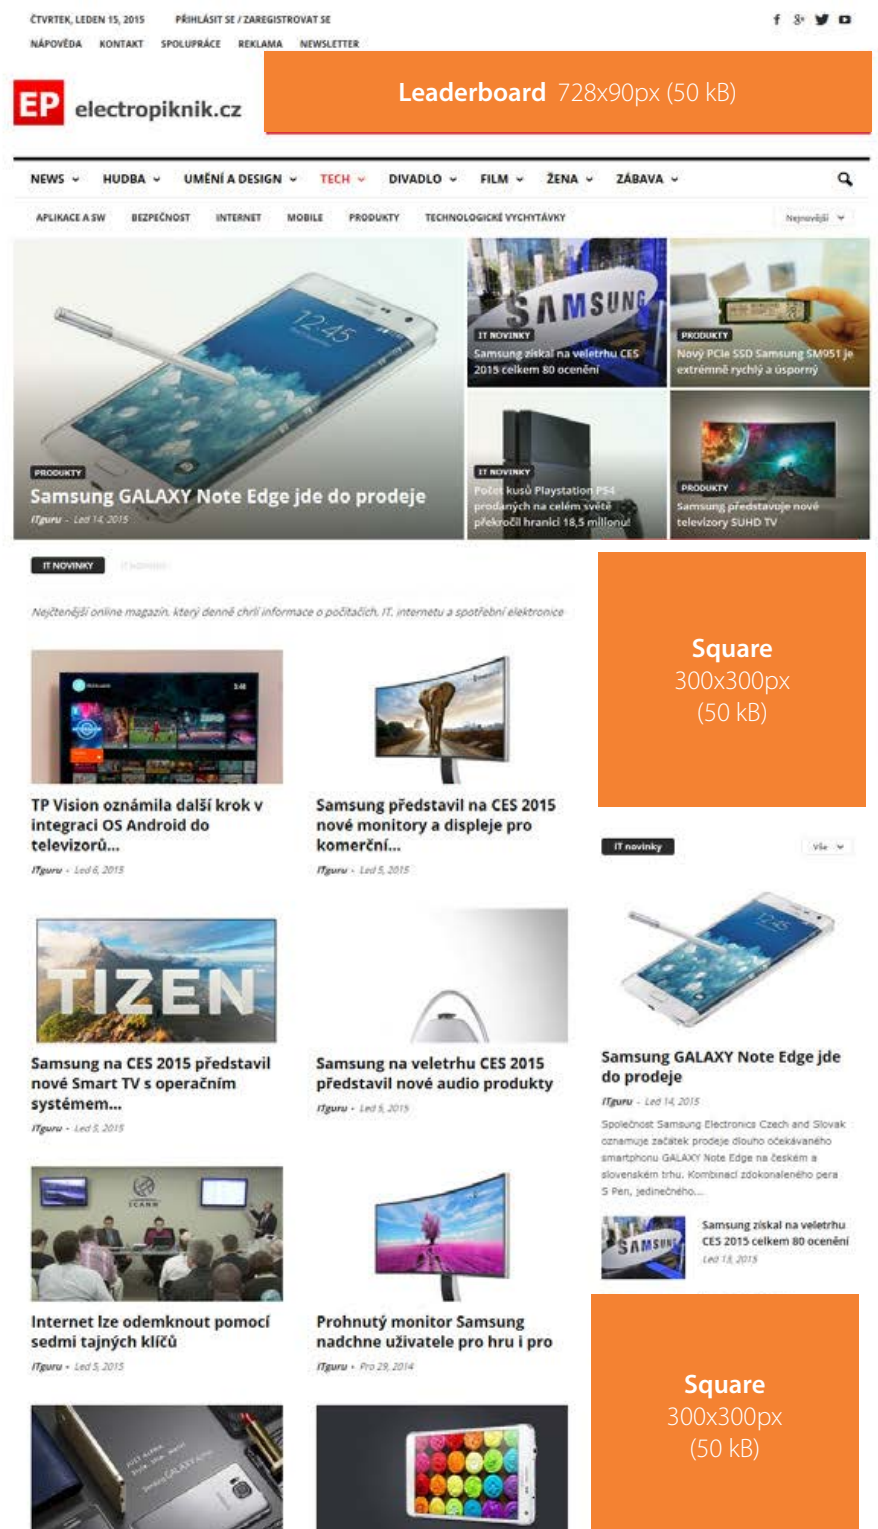 ČTVRTEK, LEDEN 15, 2015 PŘIHLÁSIT SE / ZAREGISTROVAT SE
NÁPOVĚDA KONTAKT SPOLUPRÁCE REKLAMA NEWSLETTER
EP electropiknik.cz
Leaderboard 728x90px (50 kB)
NEWS HUDBA UMĚNÍ A DESIGN TECH DIVADLO FILM ŽENA ZÁBAVA
APLIKACE A SW BEZPEČNOST INTERNET MOBILE PRODUKTY TECHNOLOGICKÉ VYCHYTÁVKY Nejnovější
12:45
PRODUKTY
Samsung GALAXY Note Edge jde do prodeje
ITguru - Led 14, 2015
SAMSUNG
IT NOVINKY
Samsung získal na veletrhu CES
2015 celkem 80 ocenění
PRODUKTY
Nový PCIe SSD Samsung SM951 je
extrémně rychlý a úsporný
IT NOVINKY
Počet kusů Playstation PS4
prodaných na celém světě
překročil hranici 18,5 milionu!
PRODUKTY
Samsung představuje nové
televizory SUHD TV
IT NOVINKY IT NOVINKY
Nejčtenější online magazín, který denně chrlí informace o počítačích, IT, internetu a spotřební elektronice
Square
300x300px
(50 kB)
3:48
TP Vision oznámila další krok v
integraci OS Android do
televizorů...
ITguru - Led 6, 2015
Samsung představil na CES 2015
nové monitory a displeje pro
komerční...
ITguru - Led 5, 2015
TIZEN
Samsung na CES 2015 představil
nové Smart TV s operačním
systémem...
ITguru - Led 5, 2015
Samsung na veletrhu CES 2015
představil nové audio produkty
ITguru - Led 5, 2015
ICANN
Internet lze odemknout pomocí
sedmi tajných klíčů
ITguru - Led 5, 2015
Prohnutý monitor Samsung
nadchne uživatele pro hru i pro
ITguru - Pro 29, 2014
IT novinky Vše
12:45
Samsung GALAXY Note Edge jde
do prodeje
ITguru - Led 14, 2015
Společnost Samsung Electronics Czech and Slovak
oznamuje začátek prodeje dlouho očekávaného
smartphonu GALAXY Note Edge na českém a
slovenském trhu. Kombinací zdokonaleného pera
S Pen, jedinečného...
SAMSUNG
Samsung získal na veletrhu
CES 2015 celkem 80 ocenění
Led 13, 2015
Square
300x300px
(50 kB)